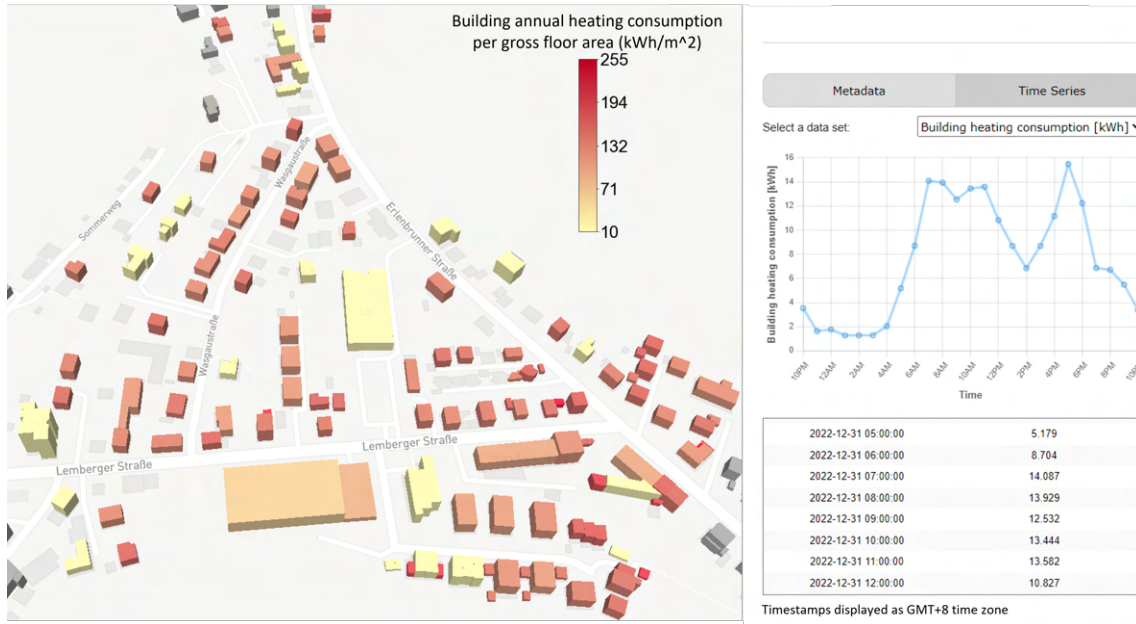 Building annual heating consumption
per gross floor area (kWh/m^2)
255
194
132
71
10
Wasgaustraße
Sommerweg
Erlenbrunner Straße
Wasgaustraße
Lemberger Straße
Lemberger Straße
Metadata
Time Series
Select a data set:
Building heating consumption [kWh]
Building heating consumption [kWh]
16
14
12
10
8
6
4
2
0
10PM
12AM
2AM
4AM
6AM
8AM
10AM
12PM
2PM
4PM
6PM
8PM
Time
2022-12-31 05:00:00 5.179
2022-12-31 06:00:00 8.704
2022-12-31 07:00:00 14.087
2022-12-31 08:00:00 13.929
2022-12-31 09:00:00 12.532
2022-12-31 10:00:00 13.444
2022-12-31 11:00:00 13.582
2022-12-31 12:00:00 10.827
Timestamps displayed as GMT+8 time zone